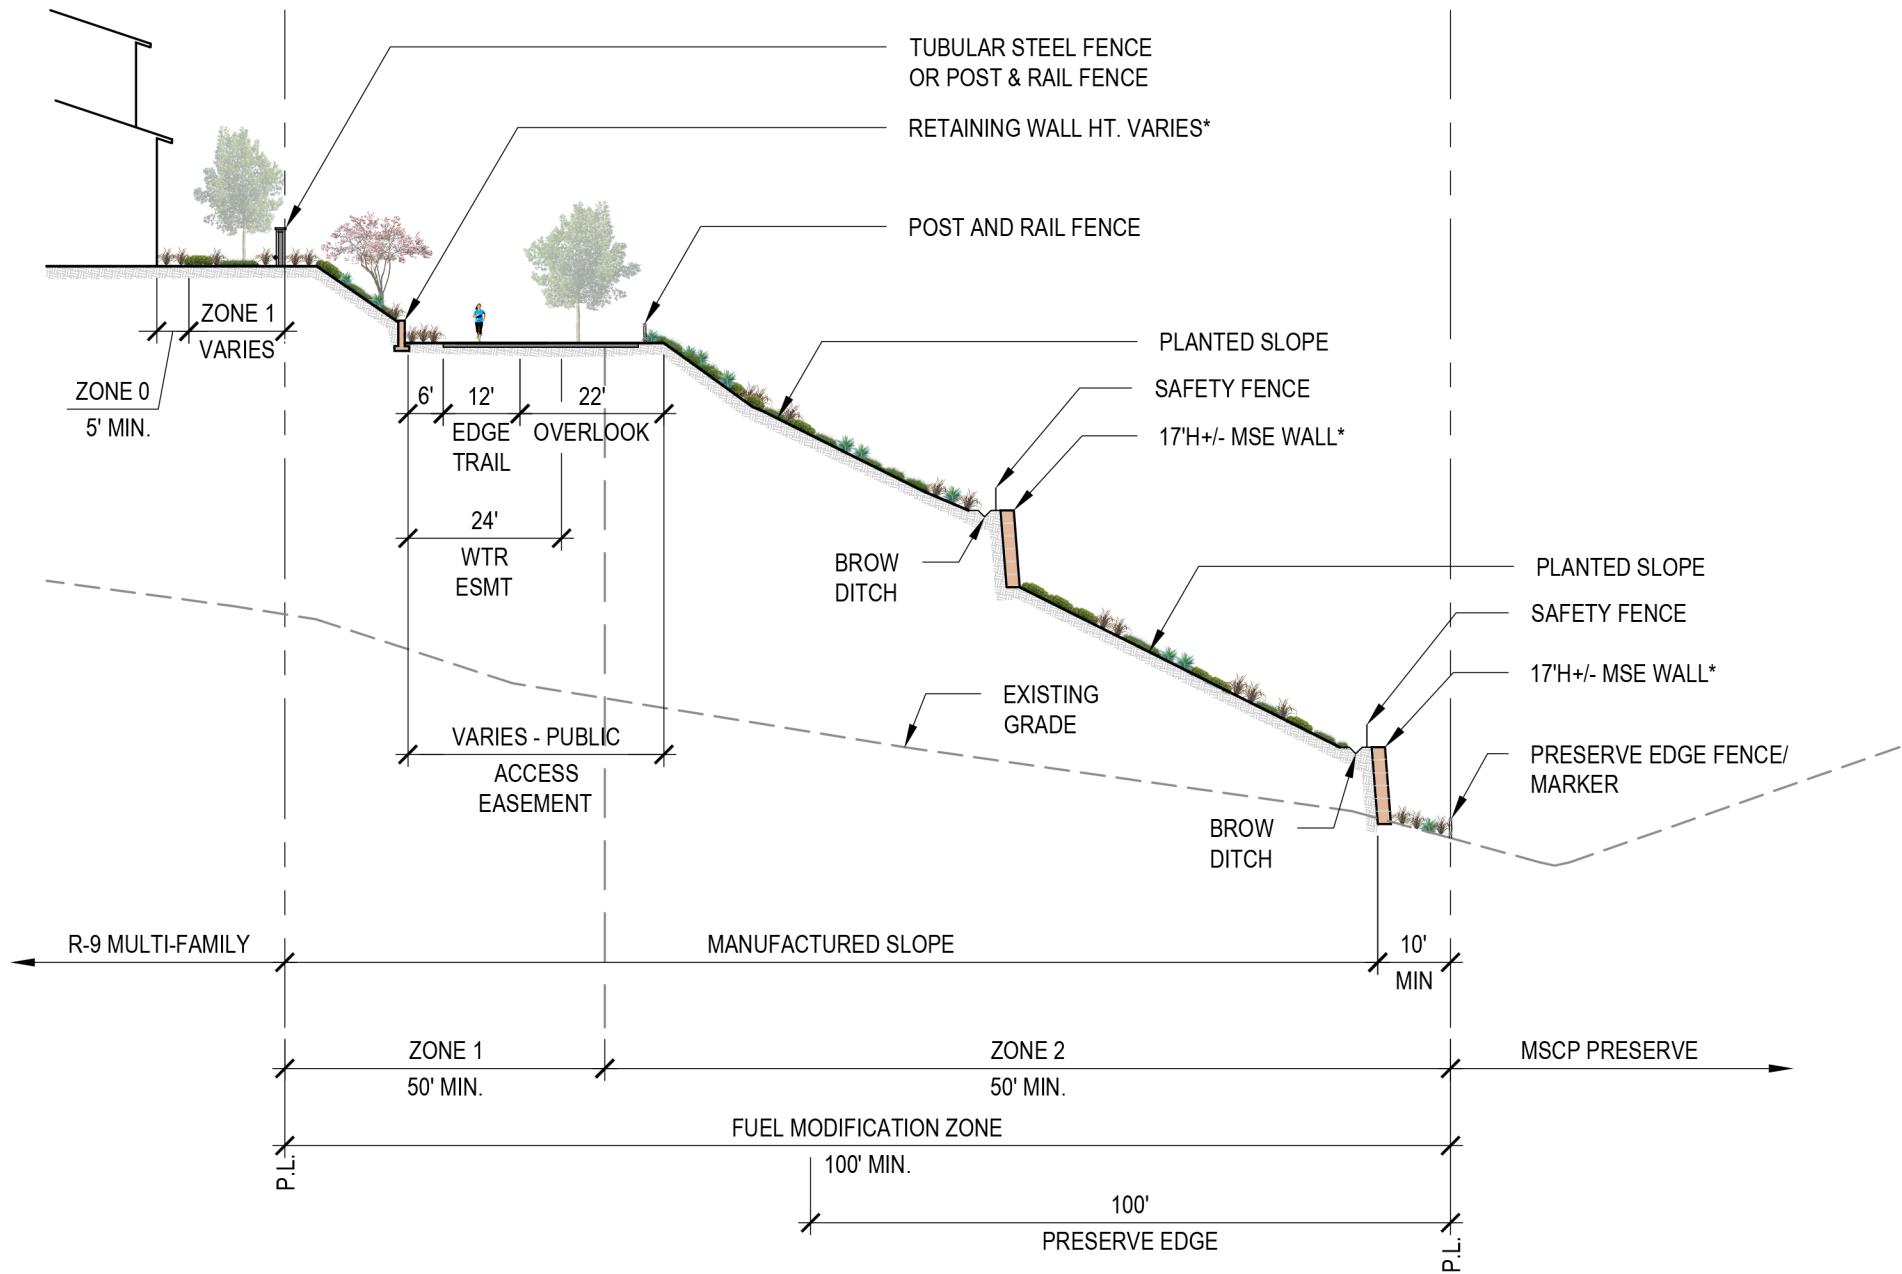 TUBULAR STEEL FENCE
OR POST & RAIL FENCE
RETAINING WALL HT. VARIES*
POST AND RAIL FENCE
ZONE 1
VARIES
ZONE 0
5' MIN.
6'
12'
22'
EDGE
TRAIL
OVERLOOK
24'
WTR
ESMT
PLANTED SLOPE
SAFETY FENCE
17'H+/- MSE WALL*
BROW
DITCH
PLANTED SLOPE
SAFETY FENCE
17'H+/- MSE WALL*
EXISTING
GRADE
VARIES - PUBLIC
ACCESS
EASEMENT
PRESERVE EDGE FENCE/
MARKER
BROW
DITCH
R-9 MULTI-FAMILY
MANUFACTURED SLOPE
10'
MIN
ZONE 1
50' MIN.
ZONE 2
50' MIN.
MSCP PRESERVE
FUEL MODIFICATION ZONE
100' MIN.
P.L.
100'
PRESERVE EDGE
P.L.